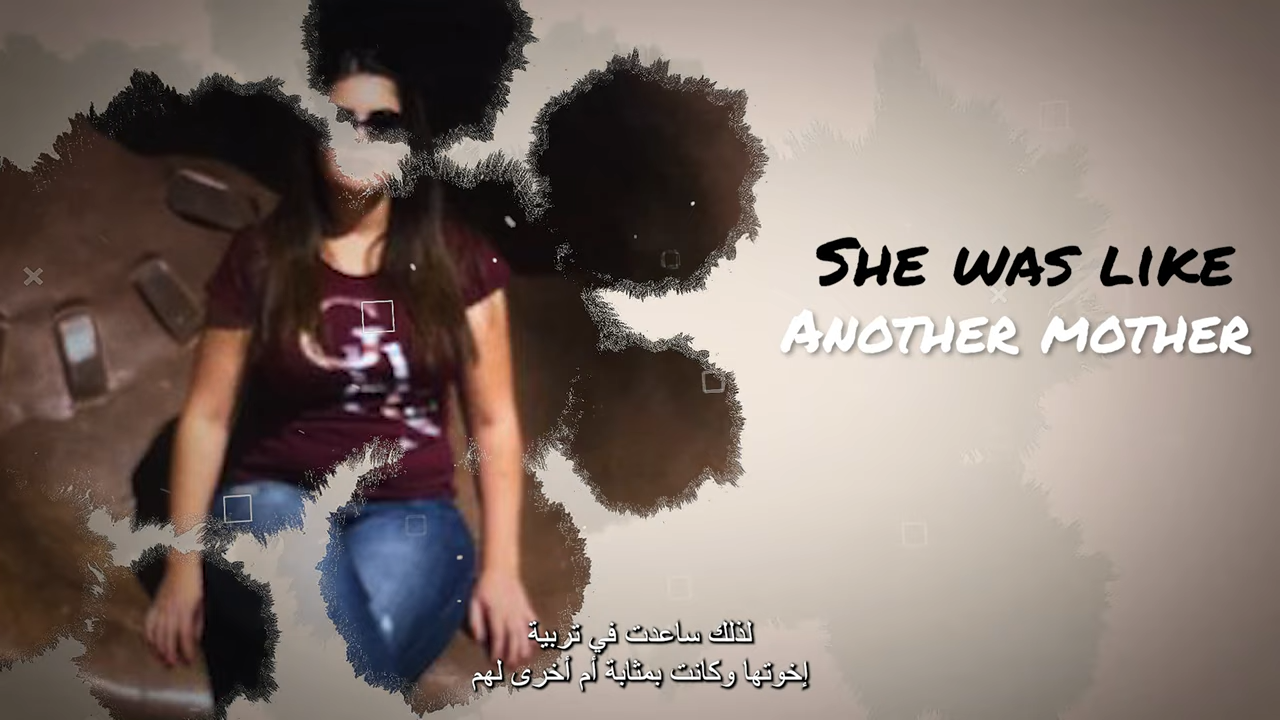 She was like
Another mother
لذلك ساعدت في تربية
إخوتها وكانت بمثابة أم أخرى لهم